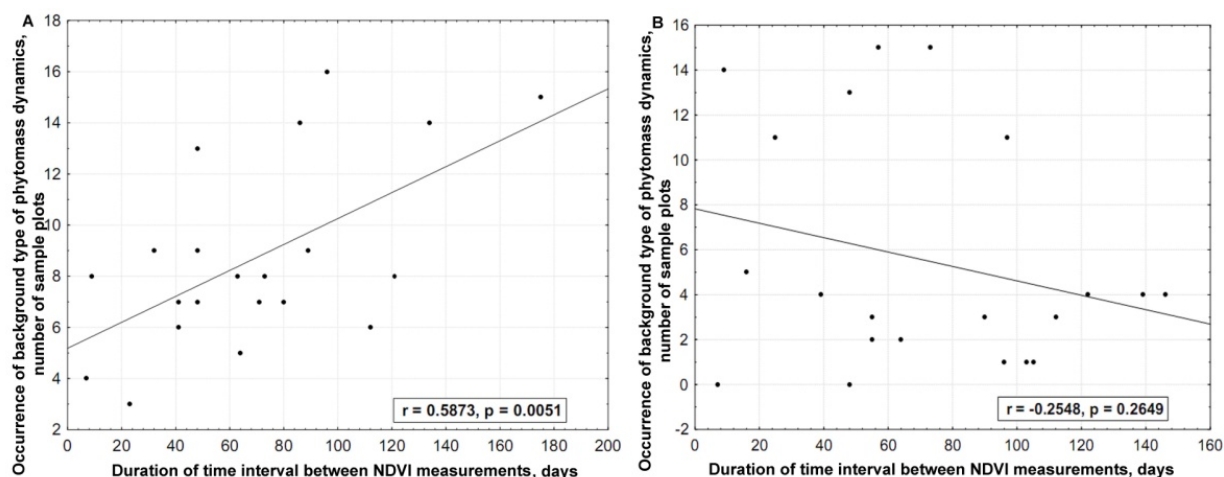 A
Occurrence of background type of phytomass dynamics,
number of sample plots
18
16
14
12
10
8
6
4
2
r = 0.5873, p = 0.0051
0 20 40 60 80 100 120 140 160 180 200
Duration of time interval between NDVI measurements, days
B
Occurrence of background type of phytomass dynamics,
number of sample plots
16
14
12
10
8
6
4
2
0
-2
r = -0.2548, p = 0.2649
0 20 40 60 80 100 120 140 160
Duration of time interval between NDVI measurements, days